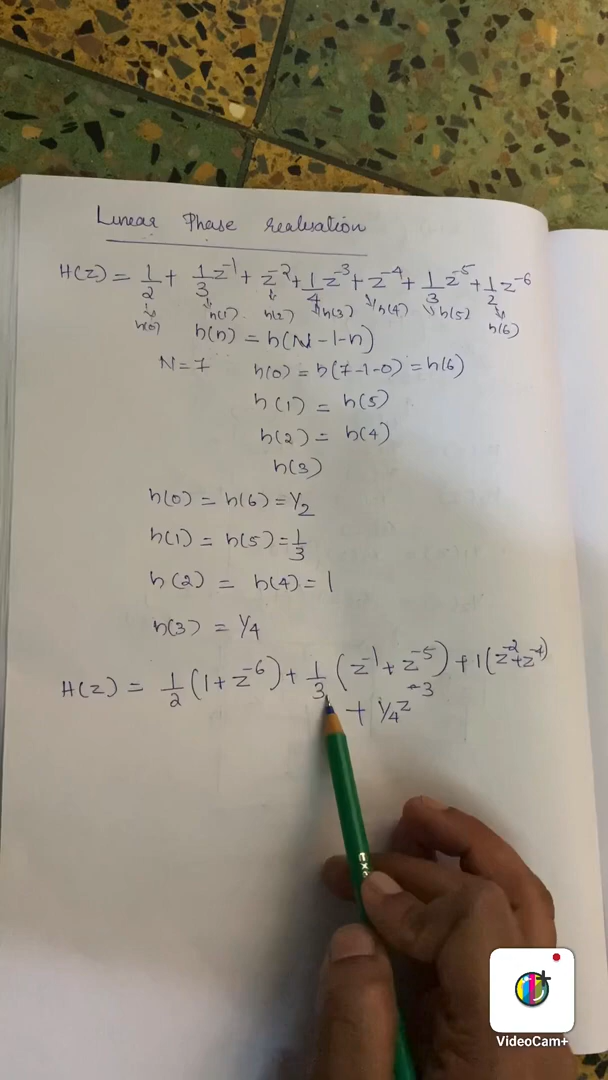 Linear Phase realisation
H(z) = 1/2 + 1/3 z^-1 + z^-2 + 1/4 z^-3 + z^-4 + 1/3 z^-5 + 1/2 z^-6
h(0) h(1) h(2) h(3) h(4) h(5) h(6)
h(n) = h(N-1-n)
N=7 h(0) = h(7-1-0) = h(6)
h(1) = h(5)
h(2) = h(4)
h(3)
h(0) = h(6) = 1/2
h(1) = h(5) = 1/3
h(2) = h(4) = 1
h(3) = 1/4
H(z) = 1/2 (1+z^-6) + 1/3 (z^-1 + z^-5) + 1(z^-2+z^-4)
+ 1/4 z^-3
VideoCam+